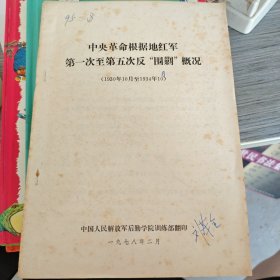 95-8
中央革命根据地红军
第一次至第五次反“围剿”概况
(1930年10月至1934年10)
中国人民解放军后勤学院训练部翻印
一九七八年二月